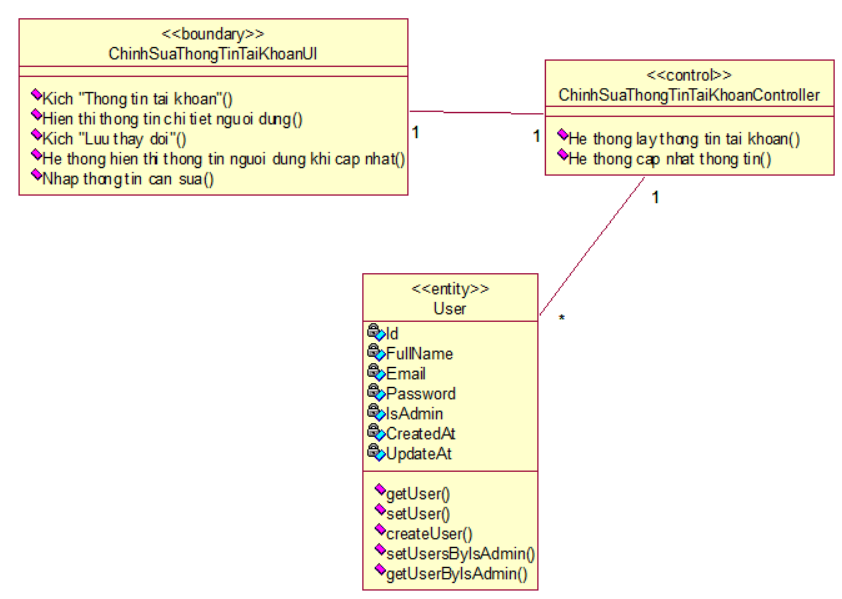 <<boundary>>
ChinhSuaThongTinTaiKhoanUI
Kich "Thong tin tai khoan"()
Hien thi thong tin chi tiet nguoi dung()
Kich "Luu thay doi"()
He thong hien thi thong tin nguoi dung khi cap nhat()
Nhap thong tin can sua()
1
1
<<control>>
ChinhSuaThongTinTaiKhoanController
He thong lay thong tin tai khoan()
He thong cap nhat thong tin()
1
*
<<entity>>
User
Id
FullName
Email
Password
IsAdmin
CreatedAt
UpdateAt
getUser()
setUser()
createUser()
setUsersByIsAdmin()
getUserByIsAdmin()